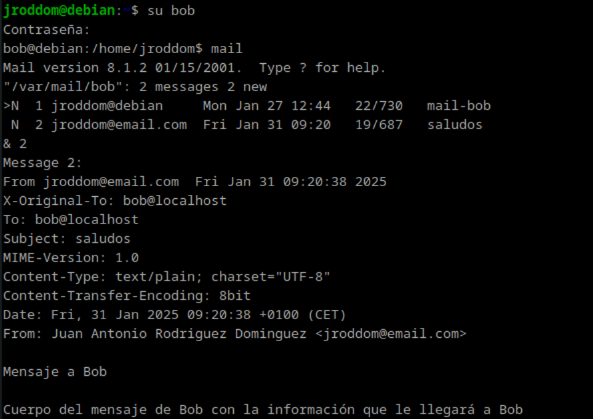 jroddom@debian:~$ su bob
Contraseña:
bob@debian:/home/jroddom$ mail
Mail version 8.1.2 01/15/2001.  Type ? for help.
"/var/mail/bob": 2 messages 2 new
>N  1 jroddom@debian     Mon Jan 27 12:44   22/730   mail-bob
 N  2 jroddom@email.com  Fri Jan 31 09:20   19/687   saludos
& 2
Message 2:
From jroddom@email.com  Fri Jan 31 09:20:38 2025
X-Original-To: bob@localhost
To: bob@localhost
Subject: saludos
MIME-Version: 1.0
Content-Type: text/plain; charset="UTF-8"
Content-Transfer-Encoding: 8bit
Date: Fri, 31 Jan 2025 09:20:38 +0100 (CET)
From: Juan Antonio Rodriguez Dominguez <jroddom@email.com>

Mensaje a Bob

Cuerpo del mensaje de Bob con la información que le llegará a Bob